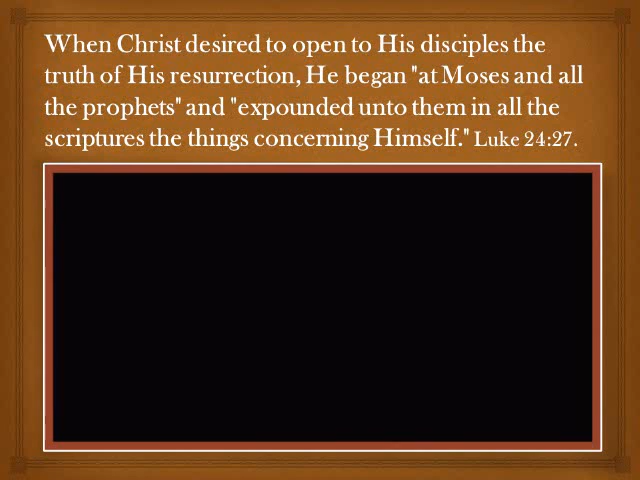 When Christ desired to open to His disciples the
truth of His resurrection, He began "at Moses and all
the prophets" and "expounded unto them in all the
scriptures the things concerning Himself." Luke 24:27.